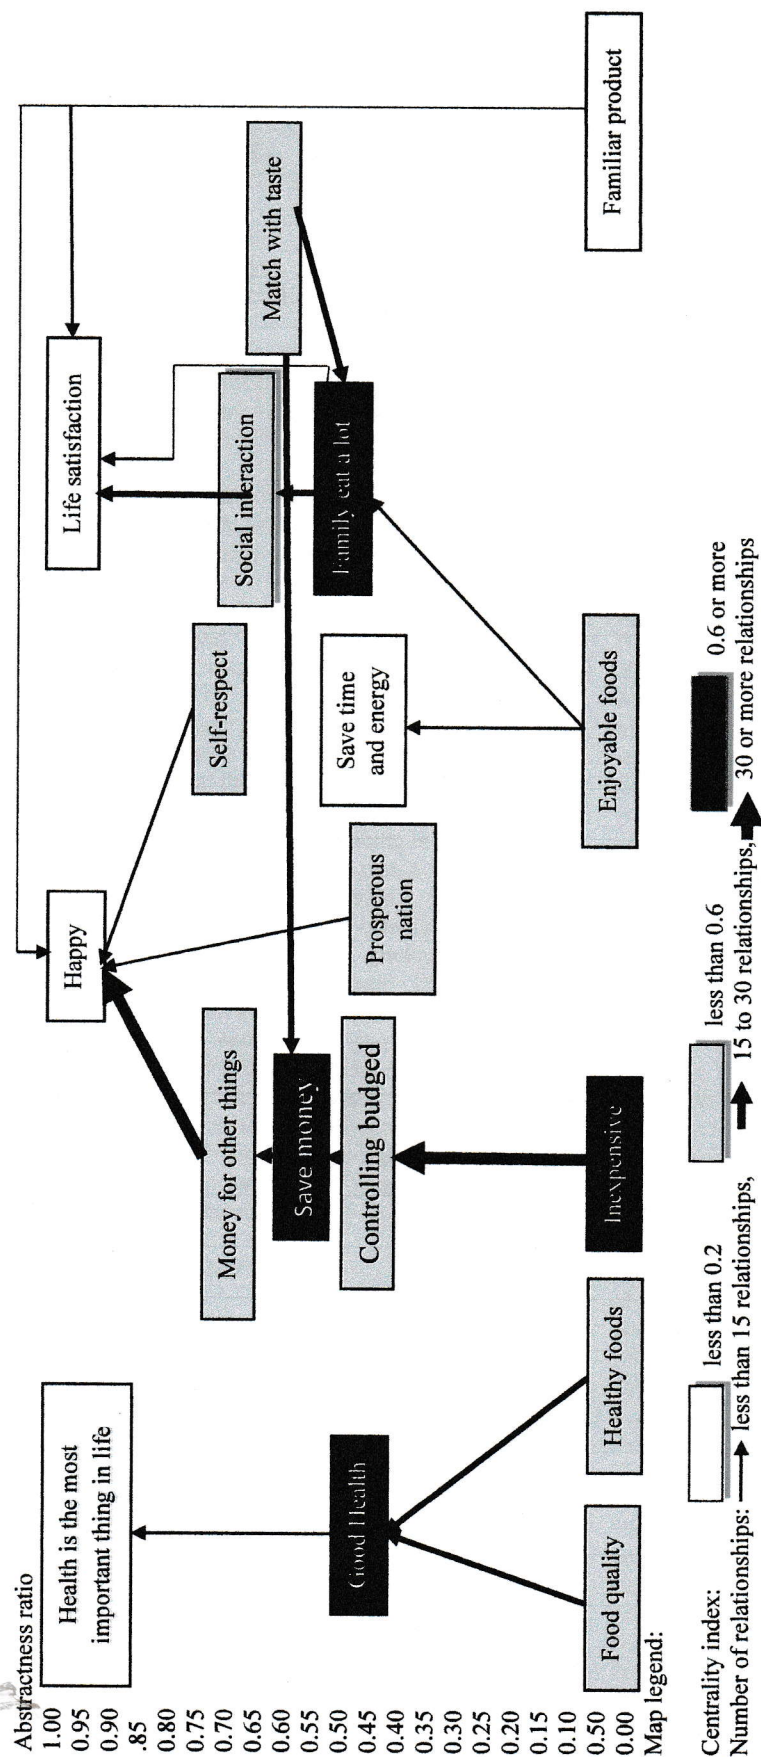 Abstractness ratio
1.00
0.95
0.90
.85
0.80
0.75
0.70
0.65
0.60
0.55
0.50
0.45
0.40
0.35
0.30
0.25
0.20
0.15
0.10
0.50
0.00
Health is the most
important thing in life
Happy
Life satisfaction
Money for other things
Self-respect
Social interaction
Match with taste
Save money
Good Health
Controlling budged
Prosperous
nation
Save time
and energy
Family eat a lot
Food quality
Healthy foods
Inexpensive
Enjoyable foods
Familiar product
Map legend:
Centrality index:
less than 0.2
less than 0.6
0.6 or more
Number of relationships:
less than 15 relationships,
15 to 30 relationships,
30 or more relationships